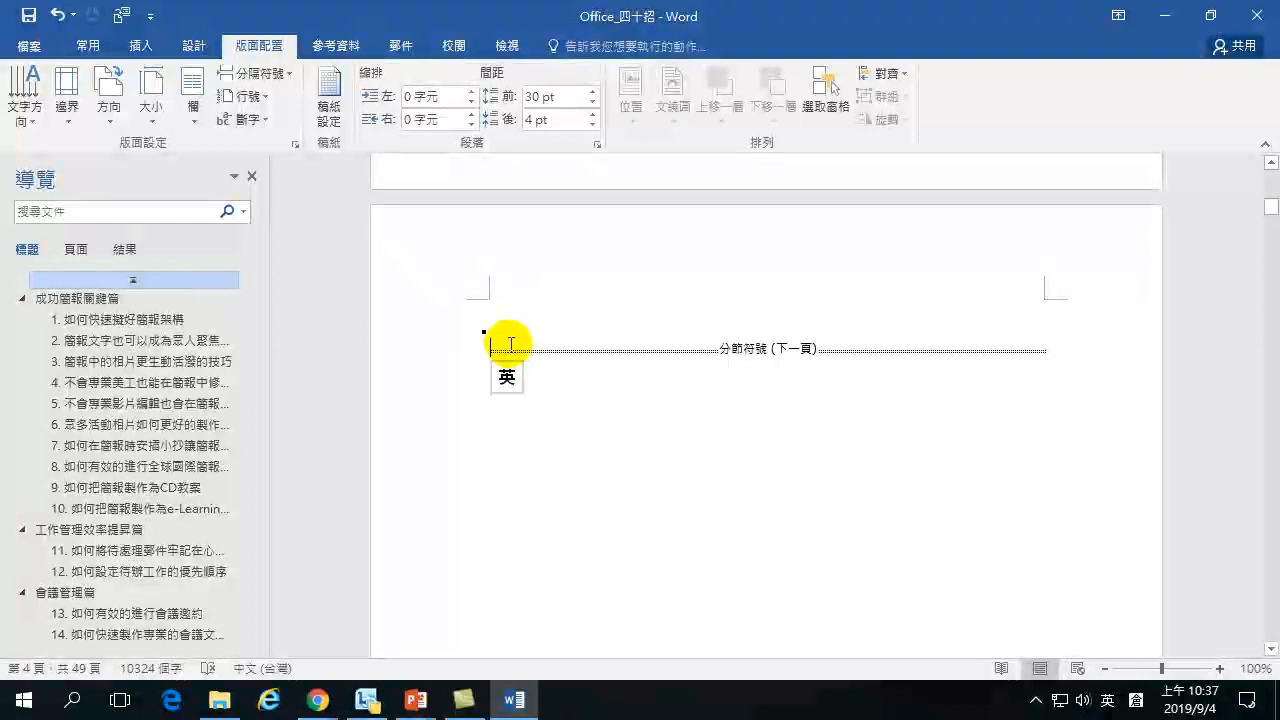 Office_四十招 - Word
檔案 常用 插入 設計 版面配置 參考資料 郵件 校閱 檢視 告訴我您想要執行的動作... 共用
文字方向 邊界 方向 大小 欄 分隔符號 行號 斷字 稿紙設定 編排 間距
左: 0 字元 前: 30 pt
右: 0 字元 後: 4 pt
位置 文繞圖 上移一層 下移一層 選取窗格 對齊 群組 旋轉
版面設定 稿紙 段落 排列
導覽
搜尋文件
標題 頁面 結果
成功簡報關鍵篇
1. 如何快速擬好簡報架構
2. 簡報文字也可以成為眾人聚焦...
3. 簡報中的相片更生動活潑的技巧
4. 不會專業美工也能在簡報中修...
5. 不會專業影片編輯也會在簡報...
6. 眾多活動相片如何更好的製作...
7. 如何在簡報時安插小抄讓簡報...
8. 如何有效的進行全球國際簡報...
9. 如何把簡報製作為CD教案
10. 如何把簡報製作為e-Learnin...
工作管理效率提昇篇
11. 如何將待處理郵件牢記在心...
12. 如何設定待辦工作的優先順序
會議管理篇
13. 如何有效的進行會議邀約
14. 如何快速製作專業的會議文...
分節符號 (下一頁)
英
第 4 頁，共 49 頁 10324 個字 中文 (台灣) 100%
英 上午 10:37
2019/9/4